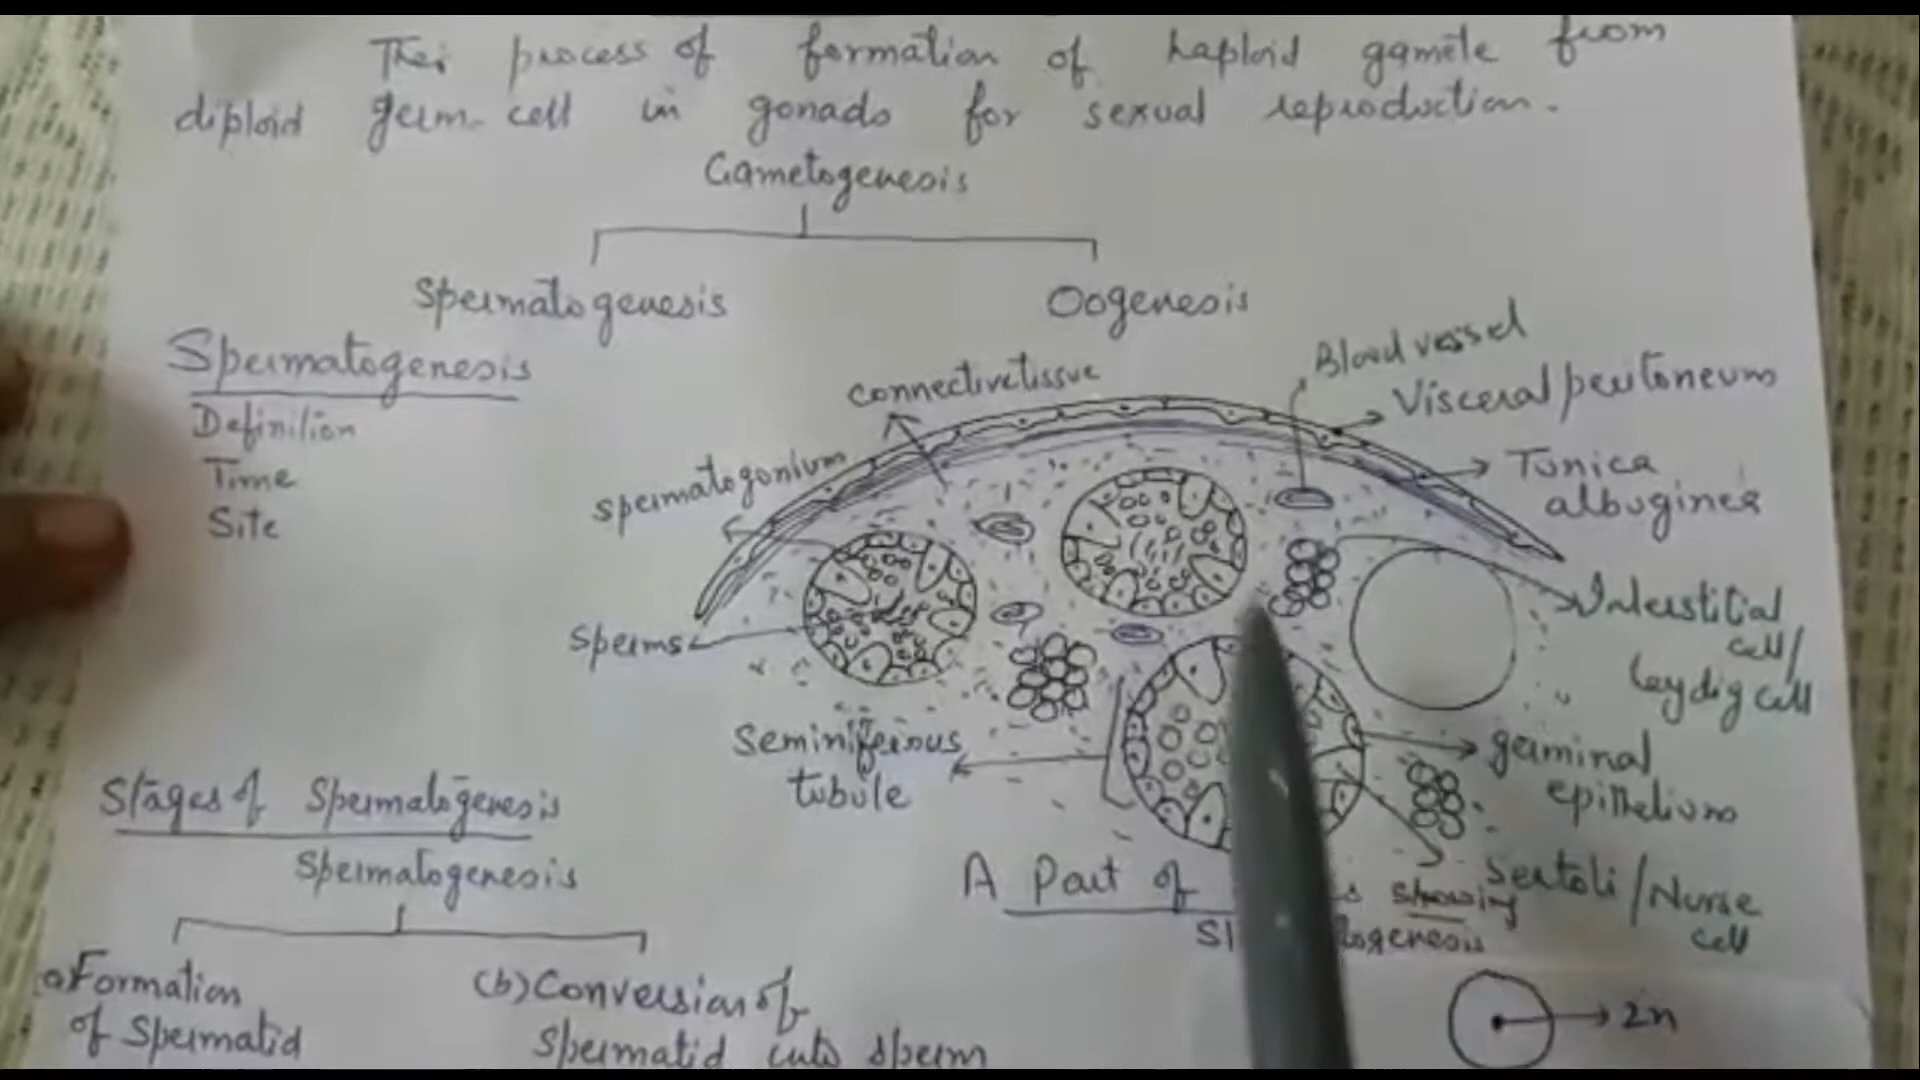 The process of formation of haploid gamete from
diploid germ cell in gonads for sexual reproduction.
Gametogenesis
Spermatogenesis
Oogenesis
Spermatogenesis
Definition
Time
Site
connective tissue
Blood vessel
Visceral peritoneum
Tunica
albuginea
spermatogonium
sperms
Interstitial
cell/
Leydig cell
Seminiferous
tubule
germinal
epithelium
Sertoli/Nurse
cell
A Part of showing
Stages of Spermatogenesis
Spermatogenesis
a) Formation
of Spermatid
(b) Conversion of
spermatid into sperm
2n